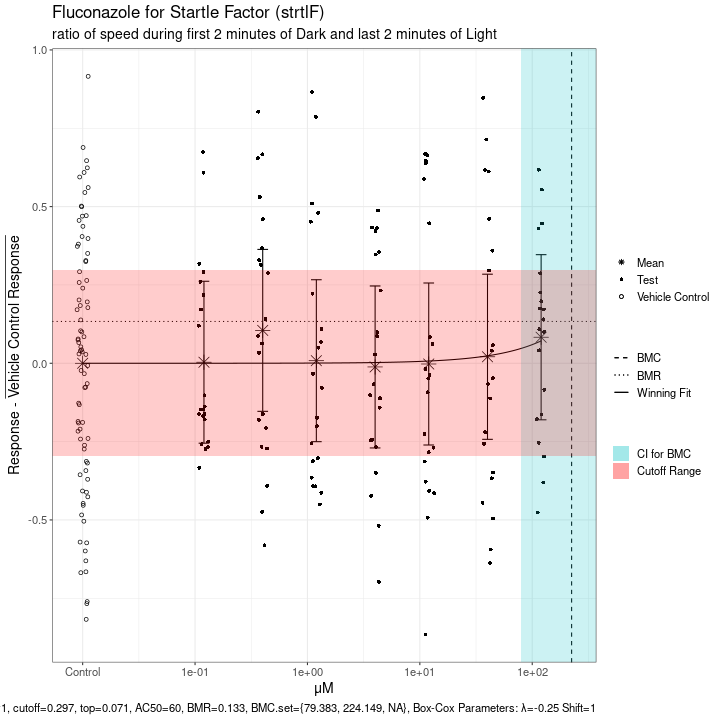 Fluconazole for Startle Factor (strtlF)
ratio of speed during first 2 minutes of Dark and last 2 minutes of Light
Response - Vehicle Control Response
1.0
0.5
0.0
-0.5
Control
1e-01
1e+00
1e+01
1e+02
µM
Mean
Test
Vehicle Control
BMC
BMR
Winning Fit
CI for BMC
Cutoff Range
1, cutoff=0.297, top=0.071, AC50=60, BMR=0.133, BMC.set={79.383, 224.149, NA}, Box-Cox Parameters: λ=-0.25 Shift=1